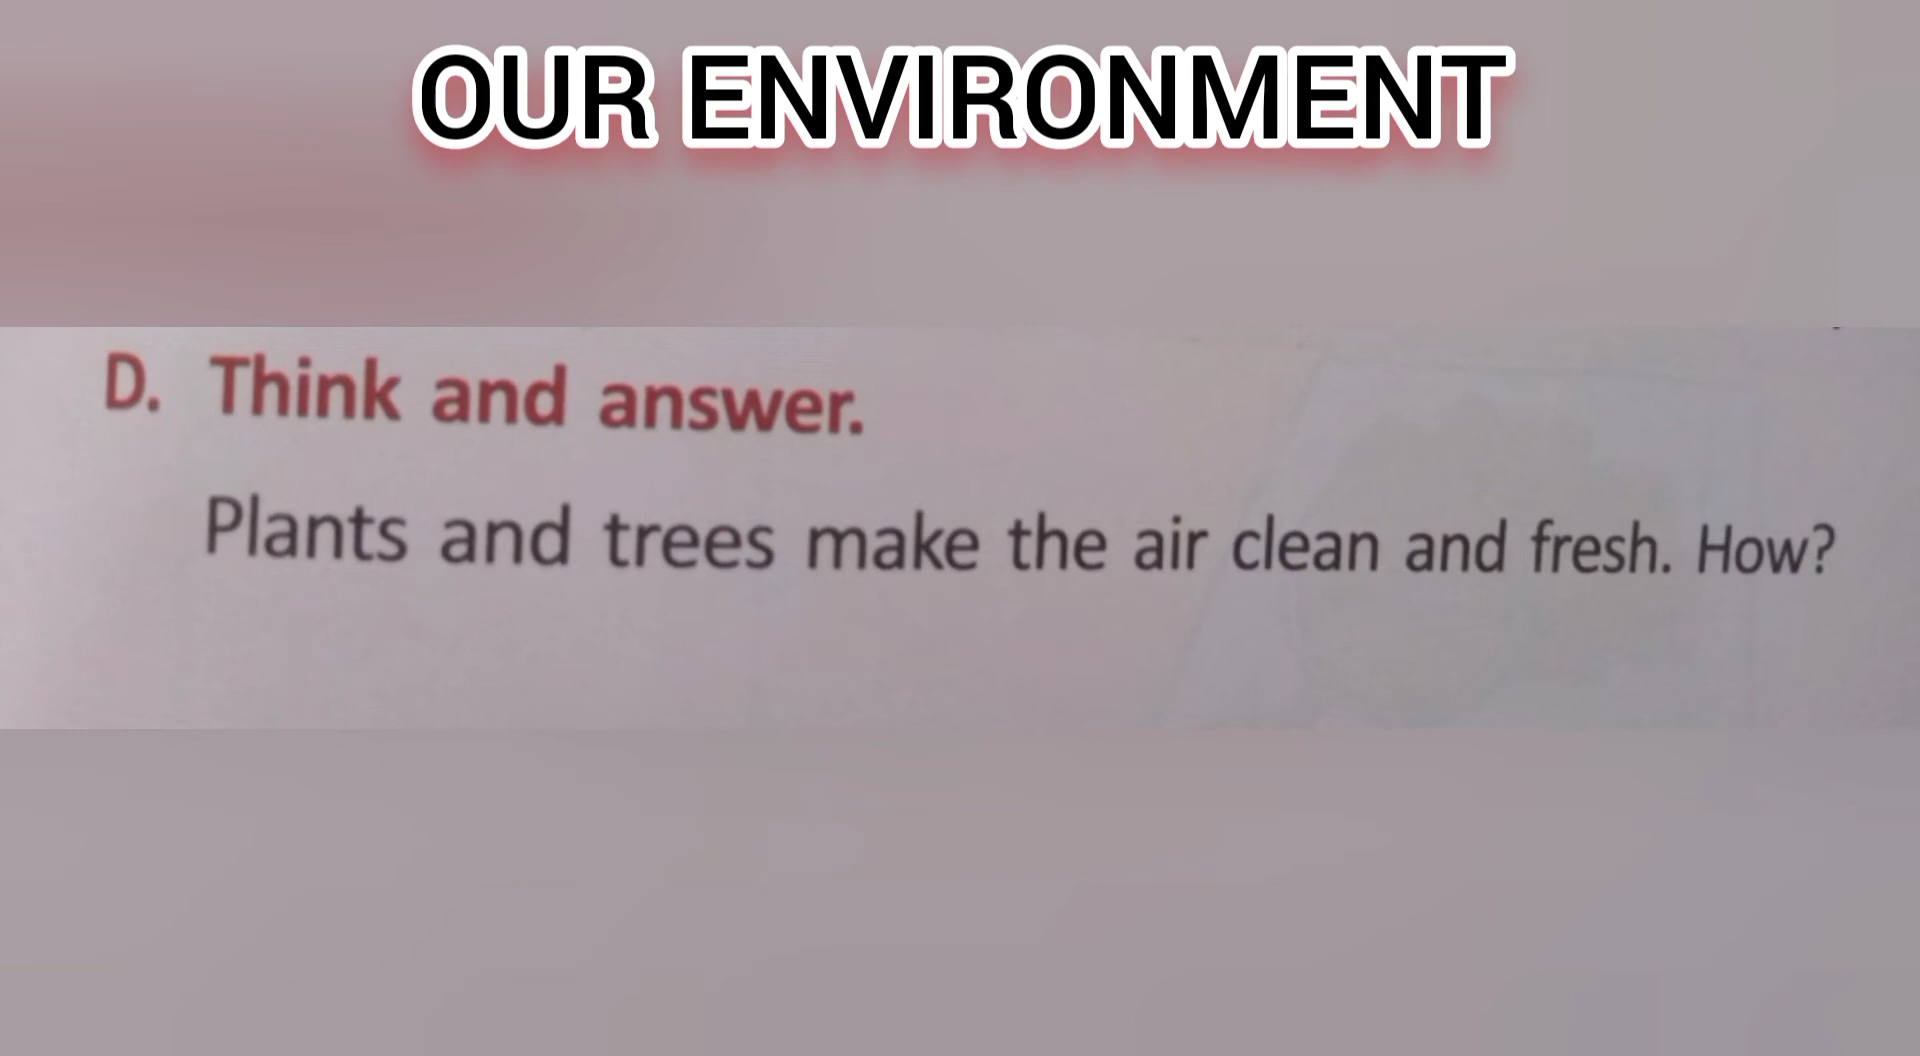 OUR ENVIRONMENT
D. Think and answer.
Plants and trees make the air clean and fresh. How?